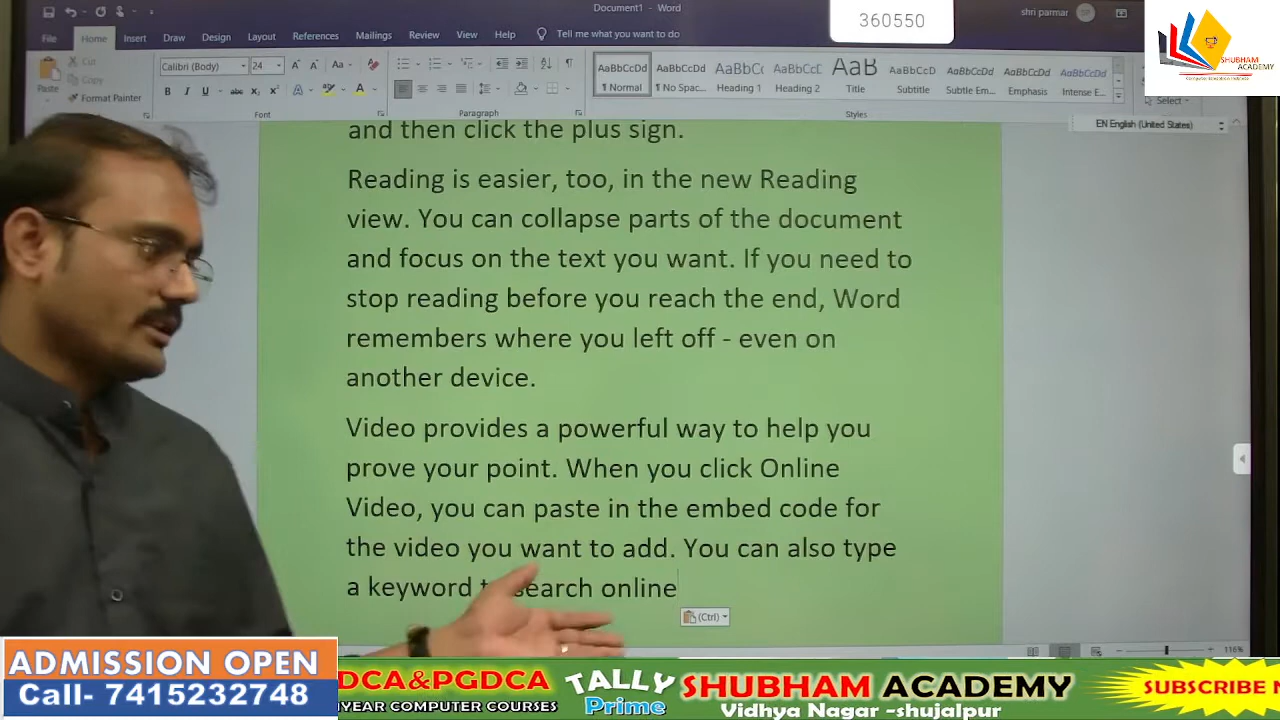 Document1 - Word
360550
shri parmar
SP
SHUBHAM
ACADEMY
File Home Insert Draw Design Layout References Mailings Review View Help Tell me what you want to do
Paste
Cut
Copy
Format Painter
Calibri (Body) 24
Font
Paragraph
AaBbCcDd AaBbCcDd AaBbC AaBbCcC AaB AaBbCcD AaBbCcDd AaBbCcDd AaBbCcDd
¶ Normal ¶ No Spac... Heading 1 Heading 2 Title Subtitle Subtle Em... Emphasis Intense E...
Styles
Select
EN English (United States)
and then click the plus sign.
Reading is easier, too, in the new Reading
view. You can collapse parts of the document
and focus on the text you want. If you need to
stop reading before you reach the end, Word
remembers where you left off - even on
another device.
Video provides a powerful way to help you
prove your point. When you click Online
Video, you can paste in the embed code for
the video you want to add. You can also type
a keyword search online
(Ctrl)
116%
ADMISSION OPEN
Call- 7415232748
DCA&PGDCA
YEAR COMPUTER COURSES
TALLY
Prime
SHUBHAM ACADEMY
Vidhya Nagar -shujalpur
SUBSCRIBE